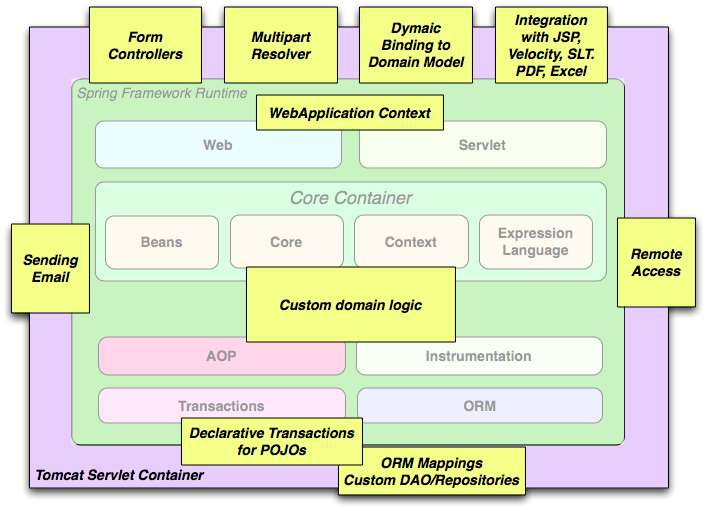 Form
Controllers
Multipart
Resolver
Dymaic
Binding to
Domain Model
Integration
with JSP,
Velocity, SLT.
PDF, Excel
Spring Framework Runtime
WebApplication Context
Web
Servlet
Core Container
Beans
Core
Context
Expression
Language
Sending
Email
Custom domain logic
Remote
Access
AOP
Instrumentation
Transactions
ORM
Declarative Transactions
for POJOs
ORM Mappings
Custom DAO/Repositories
Tomcat Servlet Container